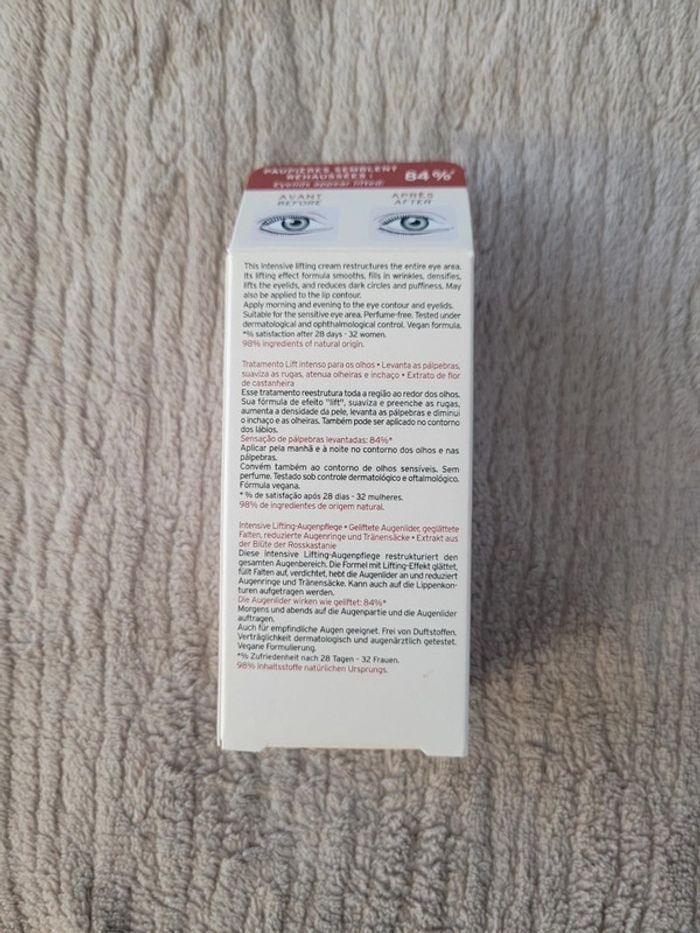 PAUPIÈRES SEMBLENT
REHAUSSÉES : 84%*
Eyelids appear lifted:
AVANT
BEFORE
APRÈS
AFTER
This intensive lifting cream restructures the entire eye area.
Its lifting effect formula smooths, fills in wrinkles, densifies,
lifts the eyelids, and reduces dark circles and puffiness. May
also be applied to the lip contour.
Apply morning and evening to the eye contour and eyelids.
Suitable for the sensitive eye area. Perfume-free. Tested under
dermatological and ophthalmological control. Vegan formula.
*% satisfaction after 28 days - 32 women.
98% ingredients of natural origin.
Tratamento Lift intenso para os olhos • Levanta as pálpebras,
suaviza as rugas, atenua olheiras e inchaço • Extrato de flor
de castanheira
Esse tratamento reestrutura toda a região ao redor dos olhos.
Sua fórmula de efeito "lift", suaviza e preenche as rugas,
aumenta a densidade da pele, levanta as pálpebras e diminui
o inchaço e as olheiras. Também pode ser aplicado no contorno
dos lábios.
Sensação de pálpebras levantadas: 84%*
Aplicar pela manhã e à noite no contorno dos olhos e nas
pálpebras.
Convém também ao contorno de olhos sensíveis. Sem
perfume. Testado sob controle dermatológico e oftalmológico.
Fórmula vegana.
* % de satisfação após 28 dias - 32 mulheres.
98% de ingredientes de origem natural.
Intensive Lifting-Augenpflege • Geliftete Augenlider, geglättete
Falten, reduzierte Augenringe und Tränensäcke • Extrakt aus
der Blüte der Rosskastanie
Diese intensive Lifting-Augenpflege restrukturiert den
gesamten Augenbereich. Die Formel mit Lifting-Effekt glättet,
füllt Falten auf, verdichtet, hebt die Augenlider an und reduziert
Augenringe und Tränensäcke. Kann auch auf die Lippenkon-
turen aufgetragen werden.
Die Augenlider wirken wie geliftet: 84%*
Morgens und abends auf die Augenpartie und die Augenlider
auftragen.
Auch für empfindliche Augen geeignet. Frei von Duftstoffen.
Verträglichkeit dermatologisch und augenärztlich getestet.
Vegane Formulierung.
*% Zufriedenheit nach 28 Tagen - 32 Frauen.
98% Inhaltsstoffe natürlichen Ursprungs.